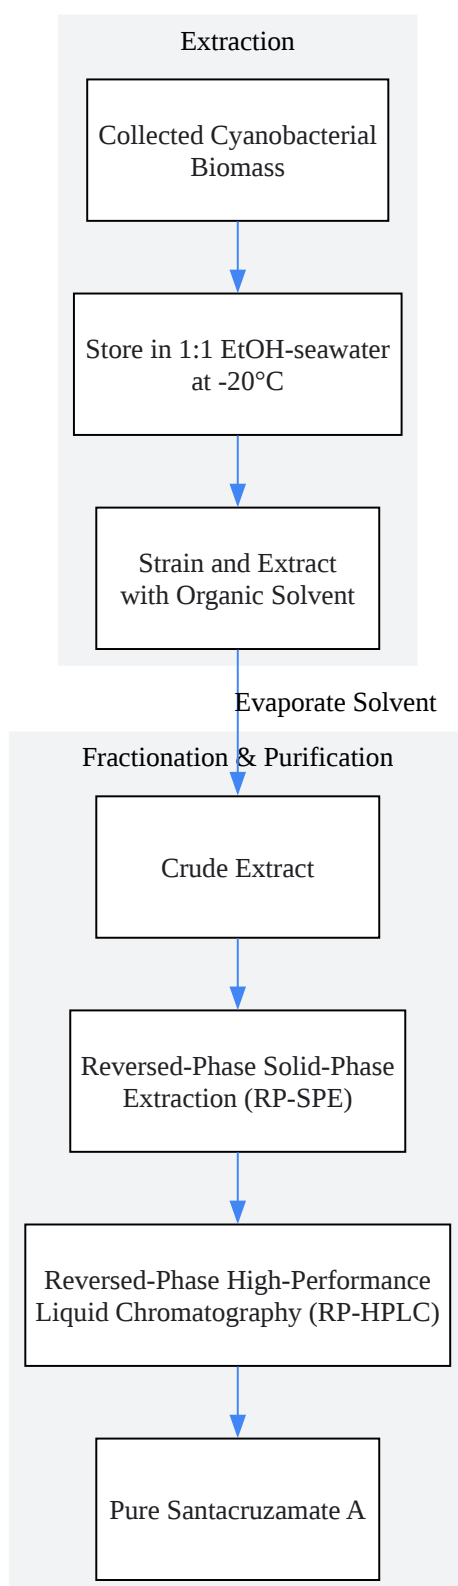 Extraction
Collected Cyanobacterial
Biomass
Store in 1:1 EtOH-seawater
at -20°C
Strain and Extract
with Organic Solvent
Evaporate Solvent
Fractionation & Purification
Crude Extract
Reversed-Phase Solid-Phase
Extraction (RP-SPE)
Reversed-Phase High-Performance
Liquid Chromatography (RP-HPLC)
Pure Santacruzamate A